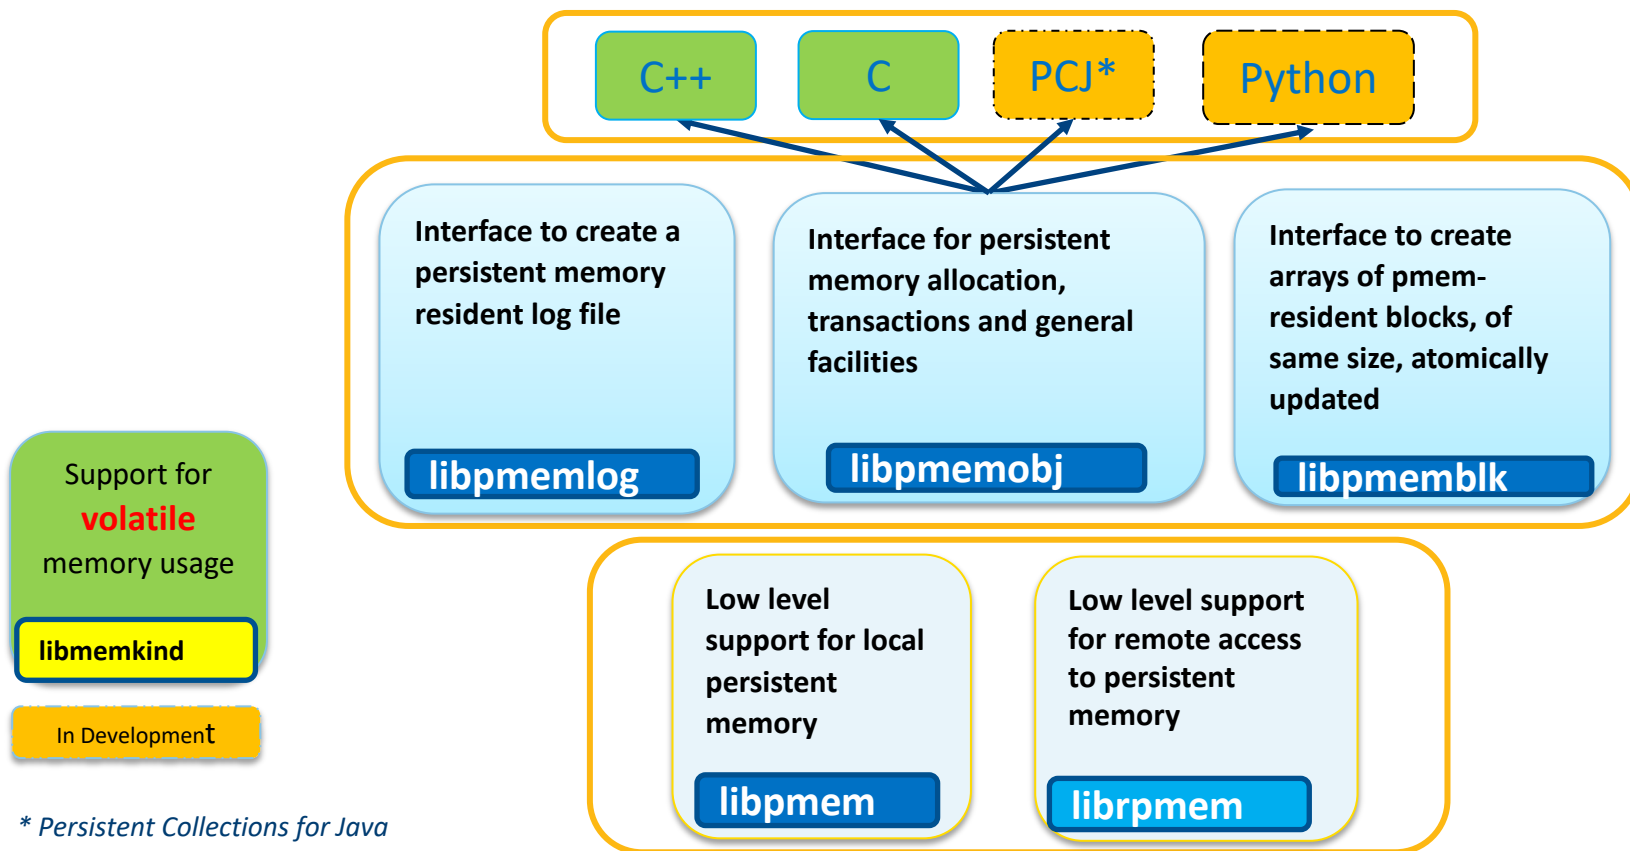 C++
C
PCJ*
Python
Interface to create a
persistent memory
resident log file
libpmemlog
Interface for persistent
memory allocation,
transactions and general
facilities
libpmemobj
Interface to create
arrays of pmem-
resident blocks, of
same size, atomically
updated
libpmemblk
Support for
volatile
memory usage
libmemkind
In Development
Low level
support for local
persistent
memory
libpmem
Low level support
for remote access
to persistent
memory
librpmem
* Persistent Collections for Java